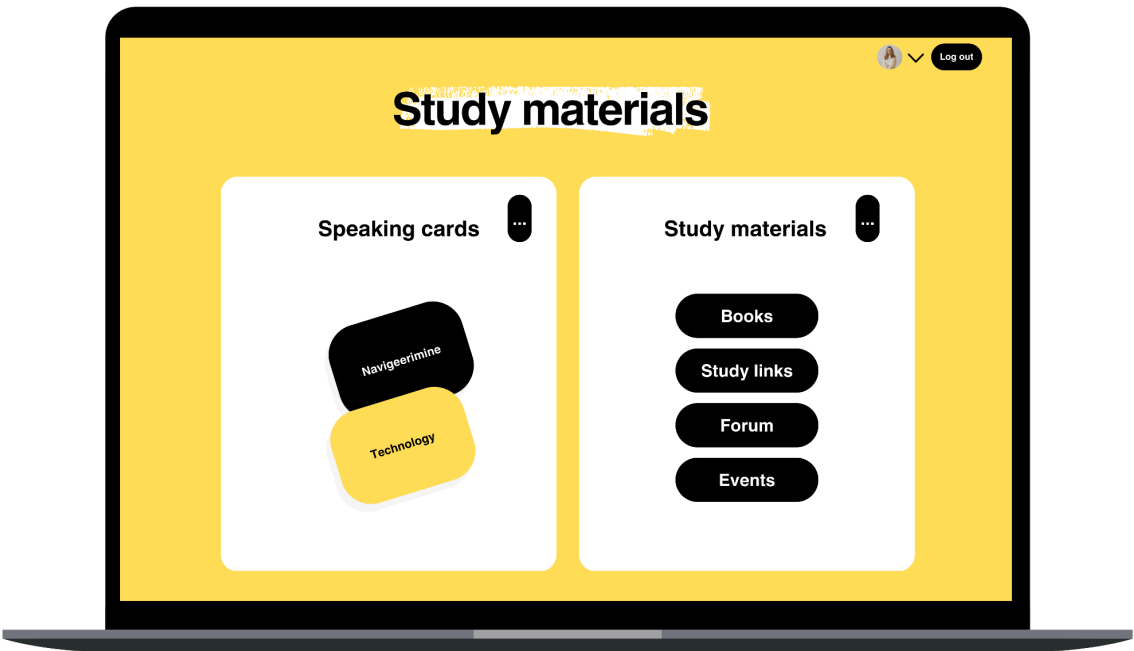 Log out
Study materials
Speaking cards
...
Study materials
...
Navigeerimine
Technology
Books
Study links
Forum
Events